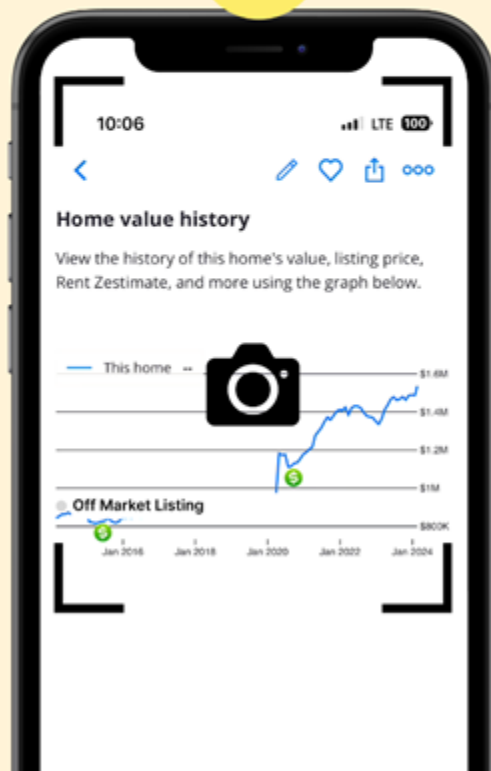 10:06 LTE 100
Home value history
View the history of this home's value, listing price,
Rent Zestimate, and more using the graph below.
This home --
$1.6M
$1.4M
$1.2M
$1M
Off Market Listing
$800K
Jan 2016 Jan 2018 Jan 2020 Jan 2022 Jan 2024